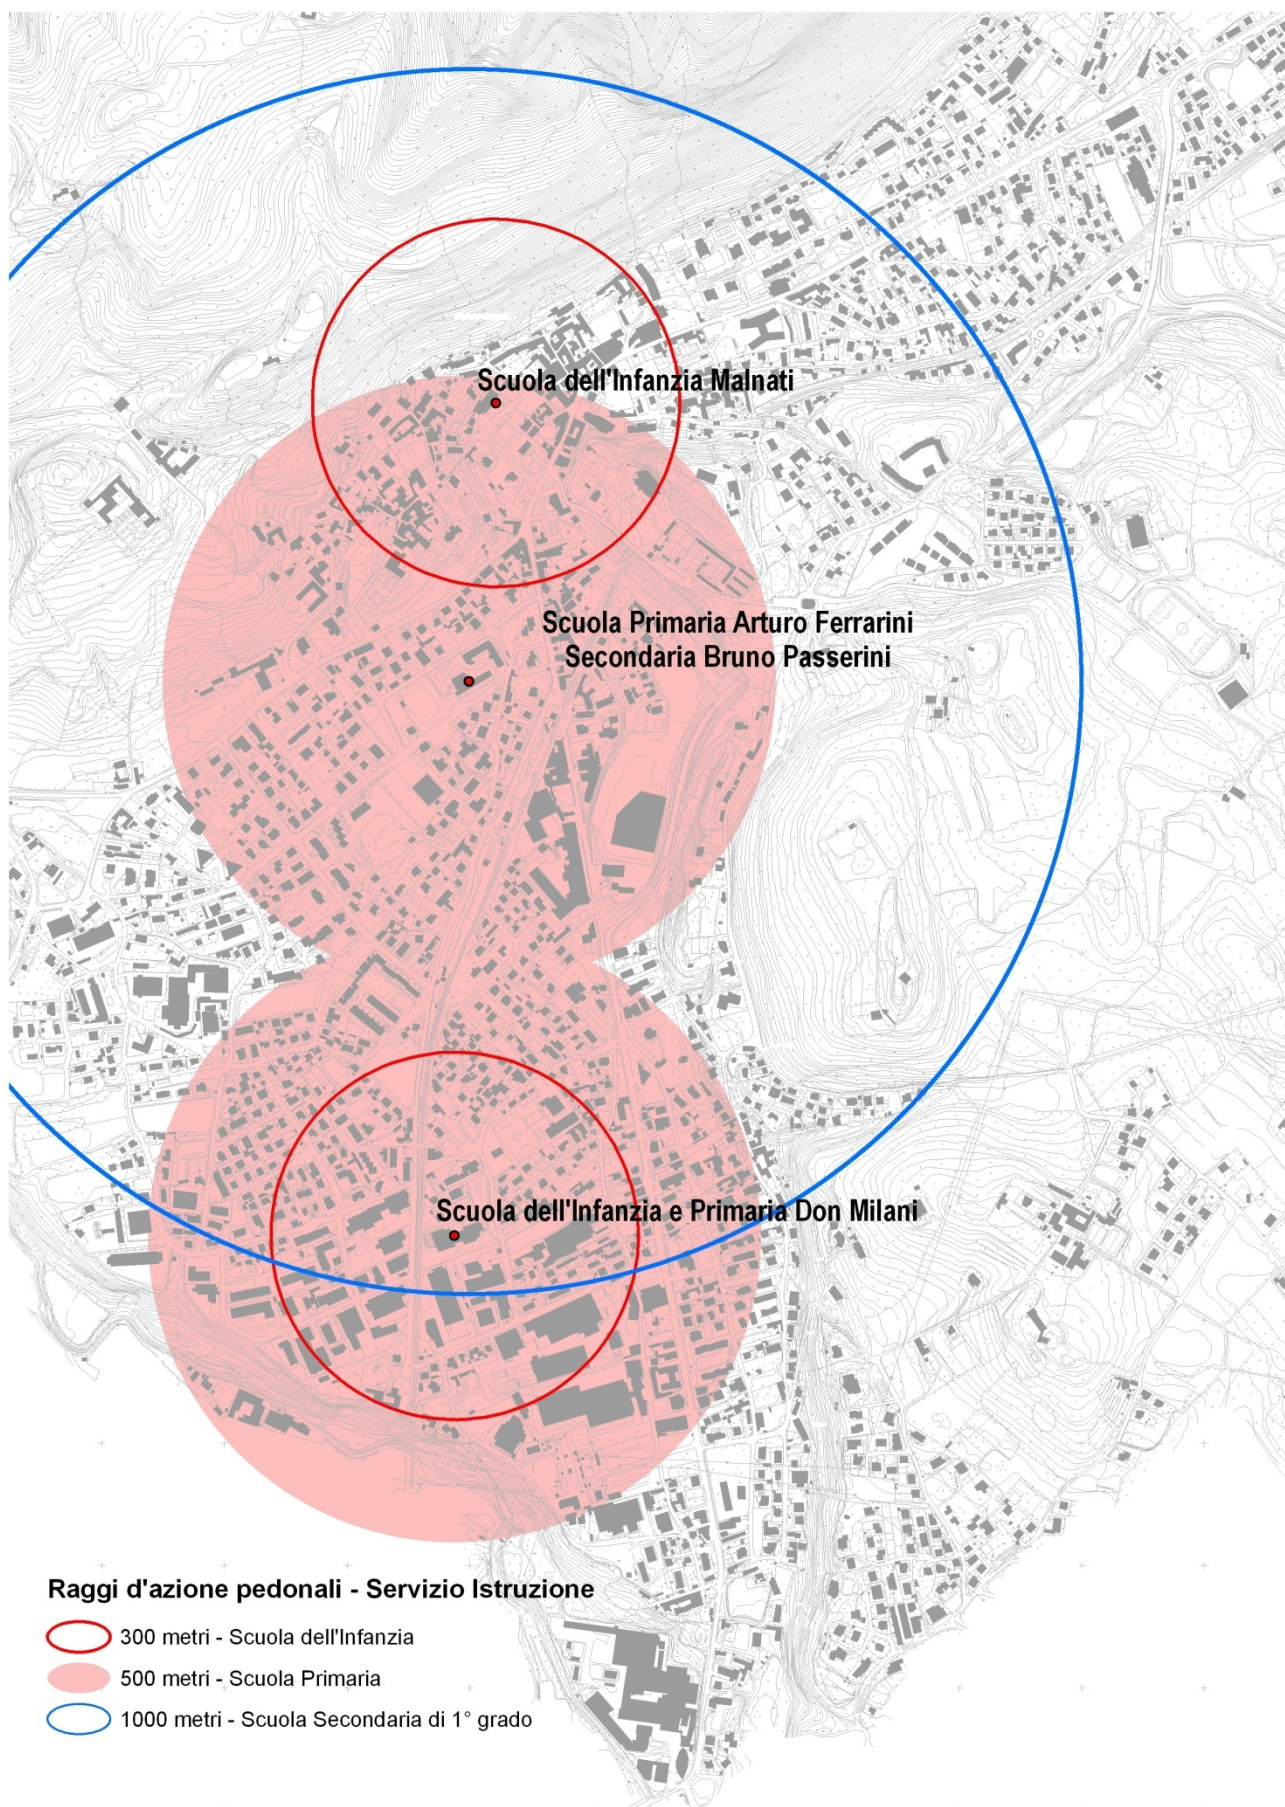 Scuola dell'Infanzia Malnati
Scuola Primaria Arturo Ferrarini
Secondaria Bruno Passerini
Scuola dell'Infanzia e Primaria Don Milani
Raggi d'azione pedonali - Servizio Istruzione
300 metri - Scuola dell'Infanzia
500 metri - Scuola Primaria
1000 metri - Scuola Secondaria di 1° grado